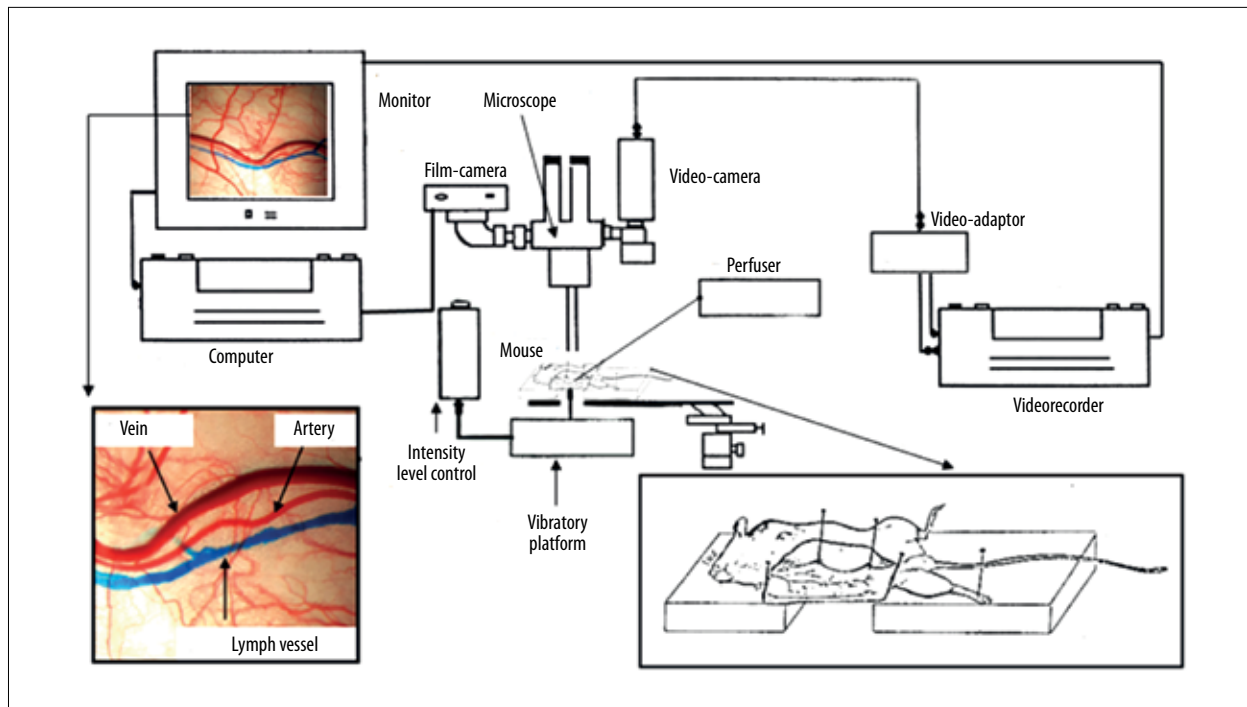 Monitor
Microscope
Film-camera
Video-camera
Video-adaptor
Perfuser
Computer
Mouse
Videorecorder
Intensity
level control
Vibratory
platform
Vein
Artery
Lymph vessel